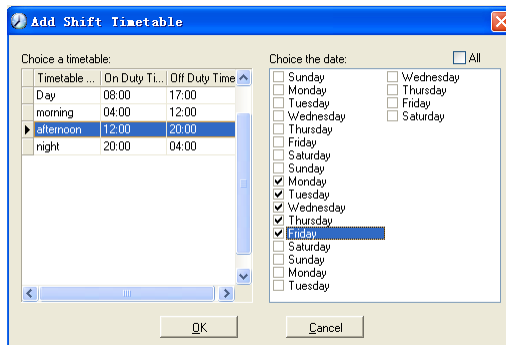 Add Shift Timetable
Choice a timetable:
Timetable ... On Duty Ti... Off Duty Time
Day 08:00 17:00
morning 04:00 12:00
afternoon 12:00 20:00
night 20:00 04:00
Choice the date:
All
Sunday
Monday
Tuesday
Wednesday
Thursday
Friday
Saturday
Sunday
Monday
Tuesday
Wednesday
Thursday
Friday
Saturday
Sunday
Monday
Tuesday
Wednesday
Thursday
Friday
Saturday
OK
Cancel